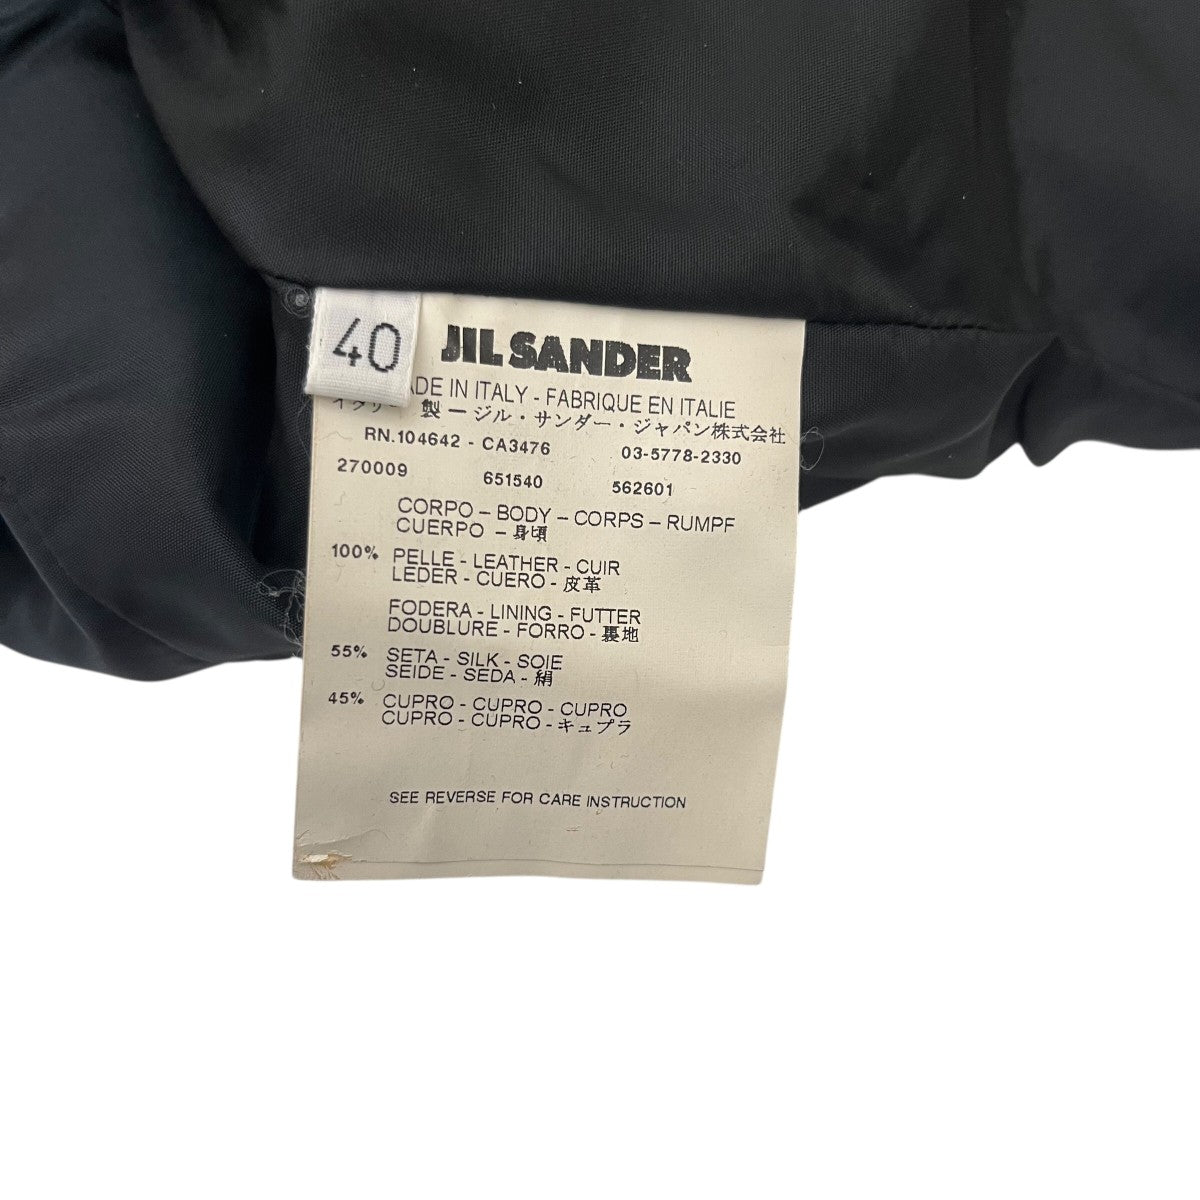 40
JIL SANDER
ADE IN ITALY - FABRIQUE EN ITALIE
イタリー製 ー ジル・サンダー・ジャパン株式会社
RN.104642 - CA3476 03-5778-2330
270009 651540 562601
CORPO - BODY - CORPS - RUMPF
CUERPO - 身頃
100% PELLE - LEATHER - CUIR
LEDER - CUERO - 皮革
FODERA - LINING - FUTTER
DOUBLURE - FORRO - 裏地
55% SETA - SILK - SOIE
SEIDE - SEDA - 絹
45% CUPRO - CUPRO - CUPRO
CUPRO - CUPRO - キュプラ
SEE REVERSE FOR CARE INSTRUCTION